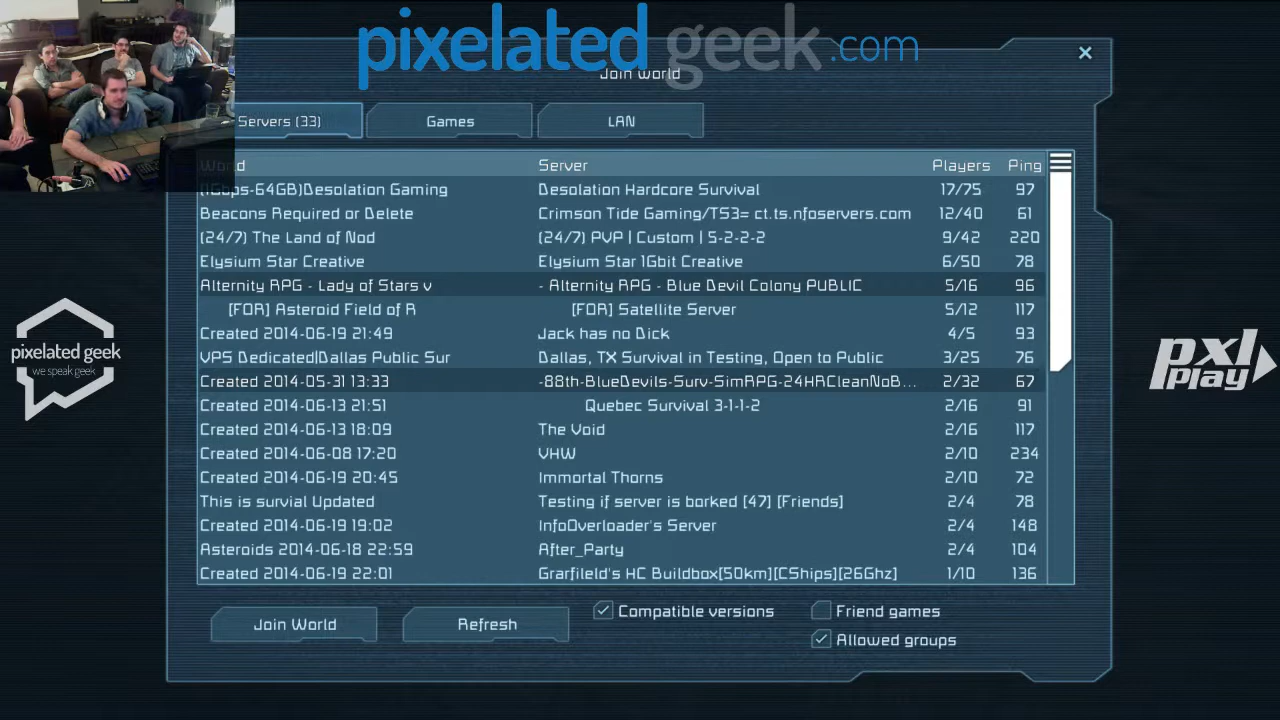 pixelated geek .com
Join World
Servers (33) Games LAN
World Server Players Ping
(1Gbps-64GB)Desolation Gaming Desolation Hardcore Survival 17/75 97
Beacons Required or Delete Crimson Tide Gaming/TS3= ct.ts.nfoservers.com 12/40 61
(24/7) The Land of Nod (24/7) PVP | Custom | 5-2-2-2 9/42 220
Elysium Star Creative Elysium Star 1Gbit Creative 6/50 78
Alternity RPG - Lady of Stars v - Alternity RPG - Blue Devil Colony PUBLIC 5/16 96
[FOR] Asteroid Field of R [FOR] Satellite Server 5/12 117
Created 2014-06-19 21:49 Jack has no Dick 4/5 93
VPS Dedicated|Dallas Public Sur Dallas, TX Survival in Testing, Open to Public 3/25 76
Created 2014-05-31 13:33 -88th-BlueDevils-Surv-SimRPG-24HRCleanNoB... 2/32 67
Created 2014-06-13 21:51 Quebec Survival 3-1-1-2 2/16 91
Created 2014-06-13 18:09 The Void 2/16 117
Created 2014-06-08 17:20 VHW 2/10 234
Created 2014-06-19 20:45 Immortal Thorns 2/10 72
This is survial Updated Testing if server is borked [47] [Friends] 2/4 78
Created 2014-06-19 19:02 InfoOverloader's Server 2/4 148
Asteroids 2014-06-18 22:59 After_Party 2/4 104
Created 2014-06-19 22:01 Grarfileld's HC Buildbox[50km][CShips][26Ghz] 1/10 136
Join World Refresh Compatible versions Friend games
Allowed groups
pixelated geek
we speak geek
pxl
play